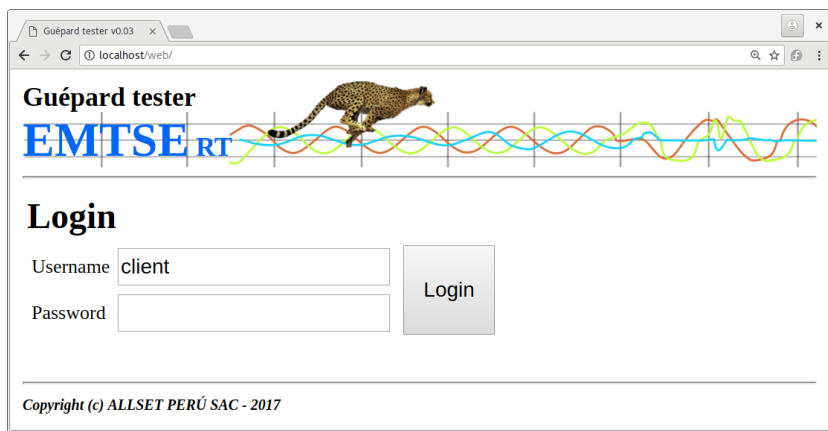 Guépard tester v0.03
localhost/web/
Guépard tester
EMTSE RT
Login
Username client
Password
Login
Copyright (c) ALLSET PERÚ SAC - 2017